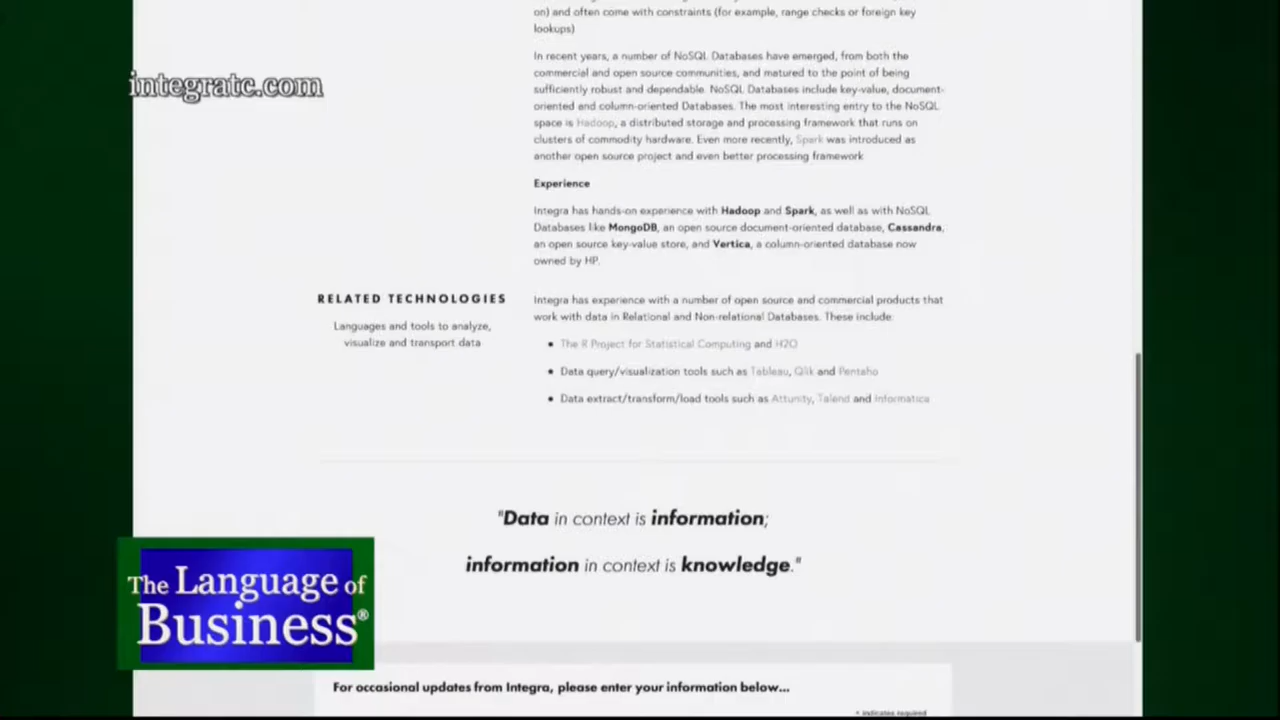 on) and often come with constraints (for example, range checks or foreign key
lookups)
integratc.com
In recent years, a number of NoSQL Databases have emerged, from both the
commercial and open source communities, and matured to the point of being
sufficiently robust and dependable. NoSQL Databases include key-value, document-
oriented and column-oriented Databases. The most interesting entry to the NoSQL
space is Hadoop, a distributed storage and processing framework that runs on
clusters of commodity hardware. Even more recently, Spark was introduced as
another open source project and even better processing framework
Experience
Integra has hands-on experience with Hadoop and Spark, as well as with NoSQL
Databases like MongoDB, an open source document-oriented database, Cassandra,
an open source key-value store, and Vertica, a column-oriented database now
owned by HP.
RELATED TECHNOLOGIES
Languages and tools to analyze,
visualize and transport data
Integra has experience with a number of open source and commercial products that
work with data in Relational and Non-relational Databases. These include:
• The R Project for Statistical Computing and H2O
• Data query/visualization tools such as Tableau, Qlik and Pentaho
• Data extract/transform/load tools such as Attunity, Talend and Informatica
"Data in context is information;
information in context is knowledge."
The Language of
Business®
For occasional updates from Integra, please enter your information below...
* indicates required